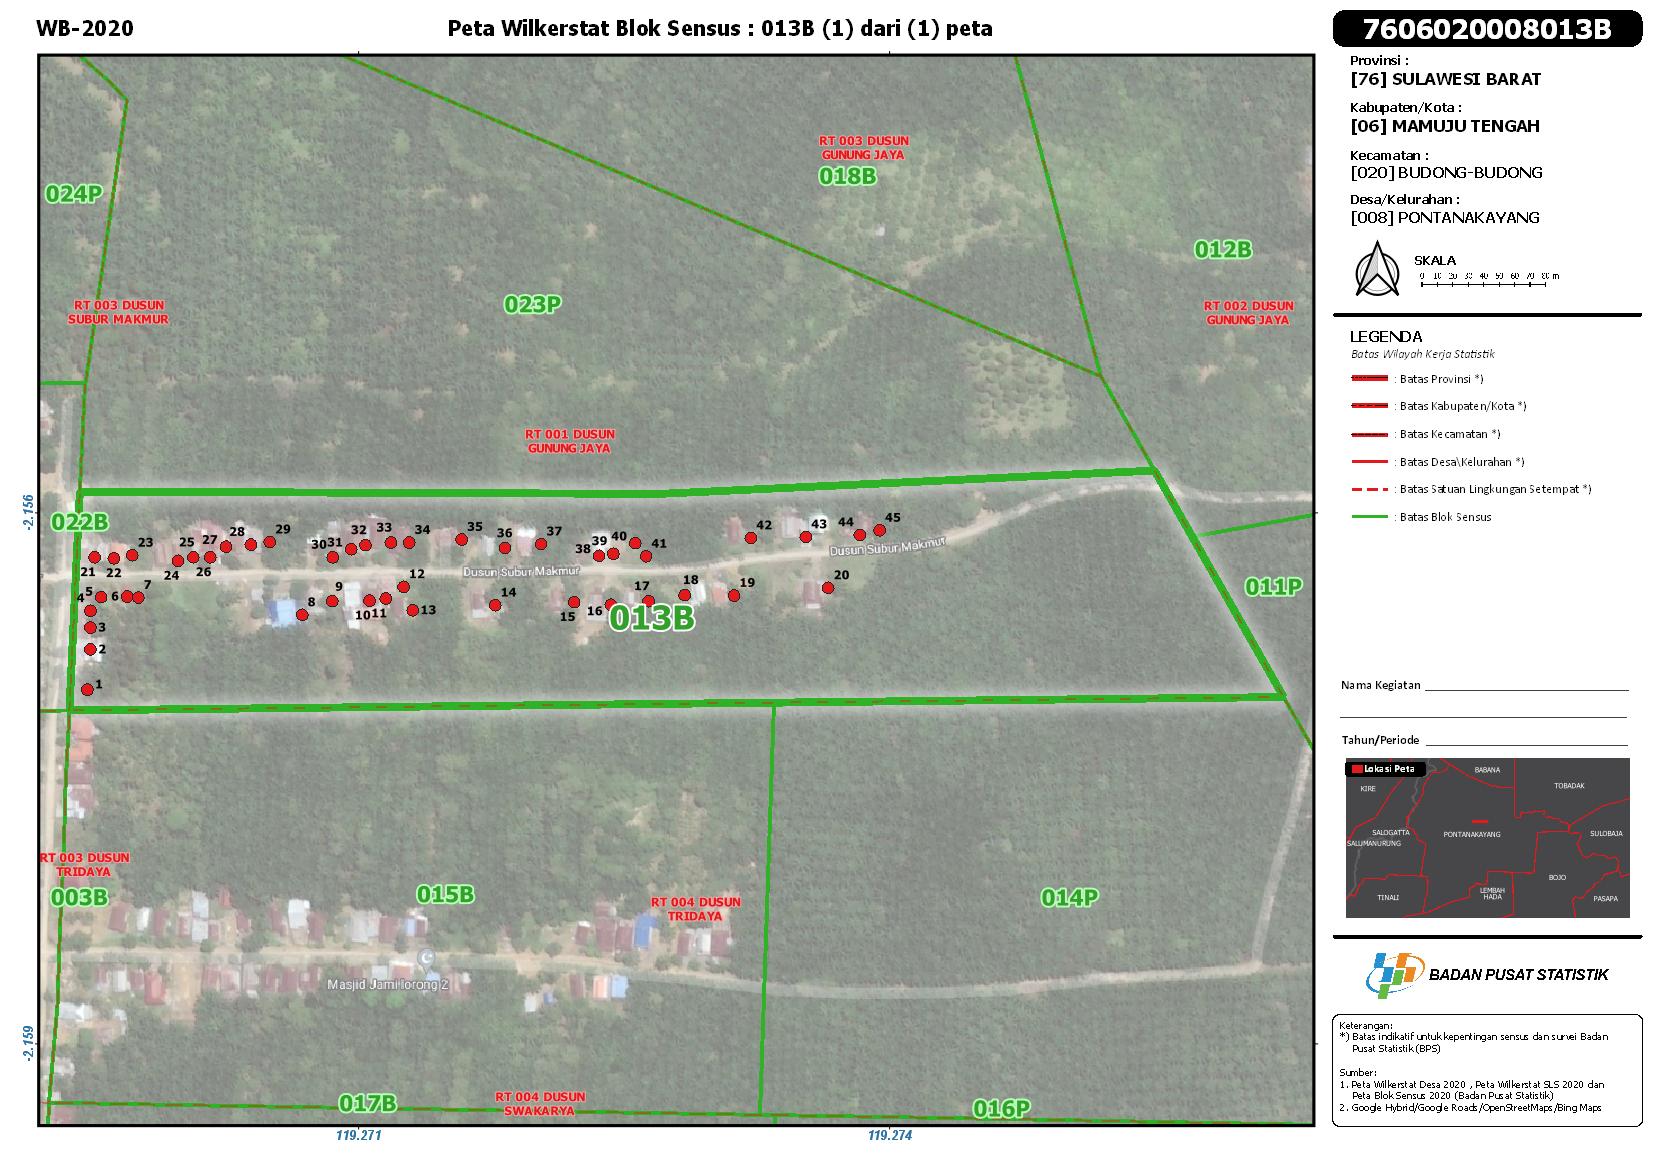 WB-2020
Peta Wilkerstat Blok Sensus : 013B (1) dari (1) peta
7606020008013B
Provinsi :
[76] SULAWESI BARAT
Kabupaten/Kota :
[06] MAMUJU TENGAH
Kecamatan :
[020] BUDONG-BUDONG
Desa/Kelurahan :
[008] PONTANAKAYANG
SKALA
0 10 20 30 40 50 60 70 80 m
LEGENDA
Batas Wilayah Kerja Statistik
: Batas Provinsi *)
: Batas Kabupaten/Kota *)
: Batas Kecamatan *)
: Batas Desa\Kelurahan *)
: Batas Satuan Lingkungan Setempat *)
: Batas Blok Sensus
Nama Kegiatan
Tahun/Periode
Lokasi Peta
BABANA
KIRE
TOBADAK
SALOGATTA
PONTANAKAYANG
SULOBAJA
SALUMANURUNG
BOJO
TINALI
LEMBAH
HADA
PASAPA
BADAN PUSAT STATISTIK
Keterangan:
*) Batas indikatif untuk kepentingan sensus dan survei Badan
Pusat Statistik (BPS)
Sumber:
1. Peta Wilkerstat Desa 2020 , Peta Wilkerstat SLS 2020 dan
Peta Blok Sensus 2020 (Badan Pusat Statistik)
2. Google Hybrid/Google Roads/OpenStreetMaps/Bing Maps
RT 003 DUSUN
GUNUNG JAYA
018B
024P
012B
023P
RT 003 DUSUN
SUBUR MAKMUR
RT 002 DUSUN
GUNUNG JAYA
RT 001 DUSUN
GUNUNG JAYA
-2.156
022B
21
22
23
24
25
26
27
28
29
30
31
32
33
34
35
36
37
38
39
40
41
42
43
44
45
Dusun Subur Makmur
Dusun Subur Makmur
011P
1
2
3
4
5
6
7
8
9
10
11
12
13
14
15
16
17
18
19
20
013B
RT 003 DUSUN
TRIDAYA
003B
015B
RT 004 DUSUN
TRIDAYA
014P
Masjid Jami lorong 2
-2.159
017B
RT 004 DUSUN
SWAKARYA
016P
119.271
119.274